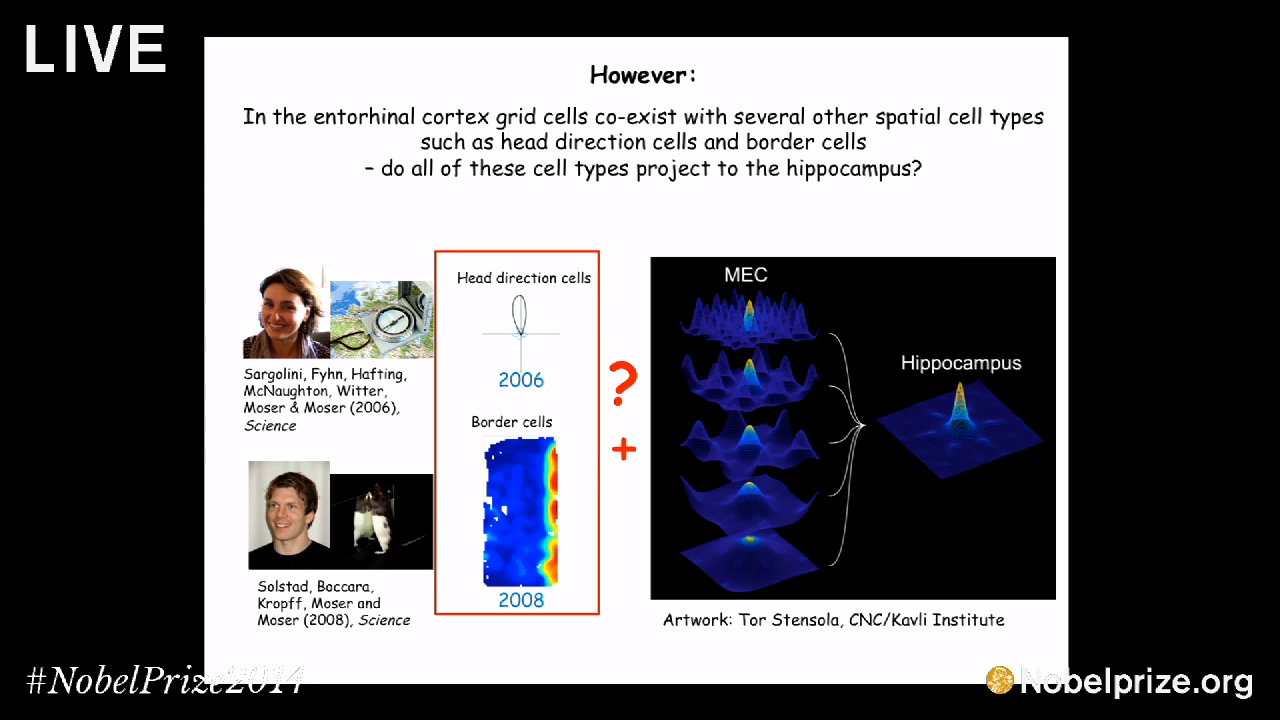 LIVE
However:
In the entorhinal cortex grid cells co-exist with several other spatial cell types
such as head direction cells and border cells
– do all of these cell types project to the hippocampus?
Head direction cells
2006
Sargolini, Fyhn, Hafting,
McNaughton, Witter,
Moser & Moser (2006),
Science
Border cells
2008
Solstad, Boccara,
Kropff, Moser and
Moser (2008), Science
?
+
MEC
Hippocampus
Artwork: Tor Stensola, CNC/Kavli Institute
#NobelPrize2014
Nobelprize.org